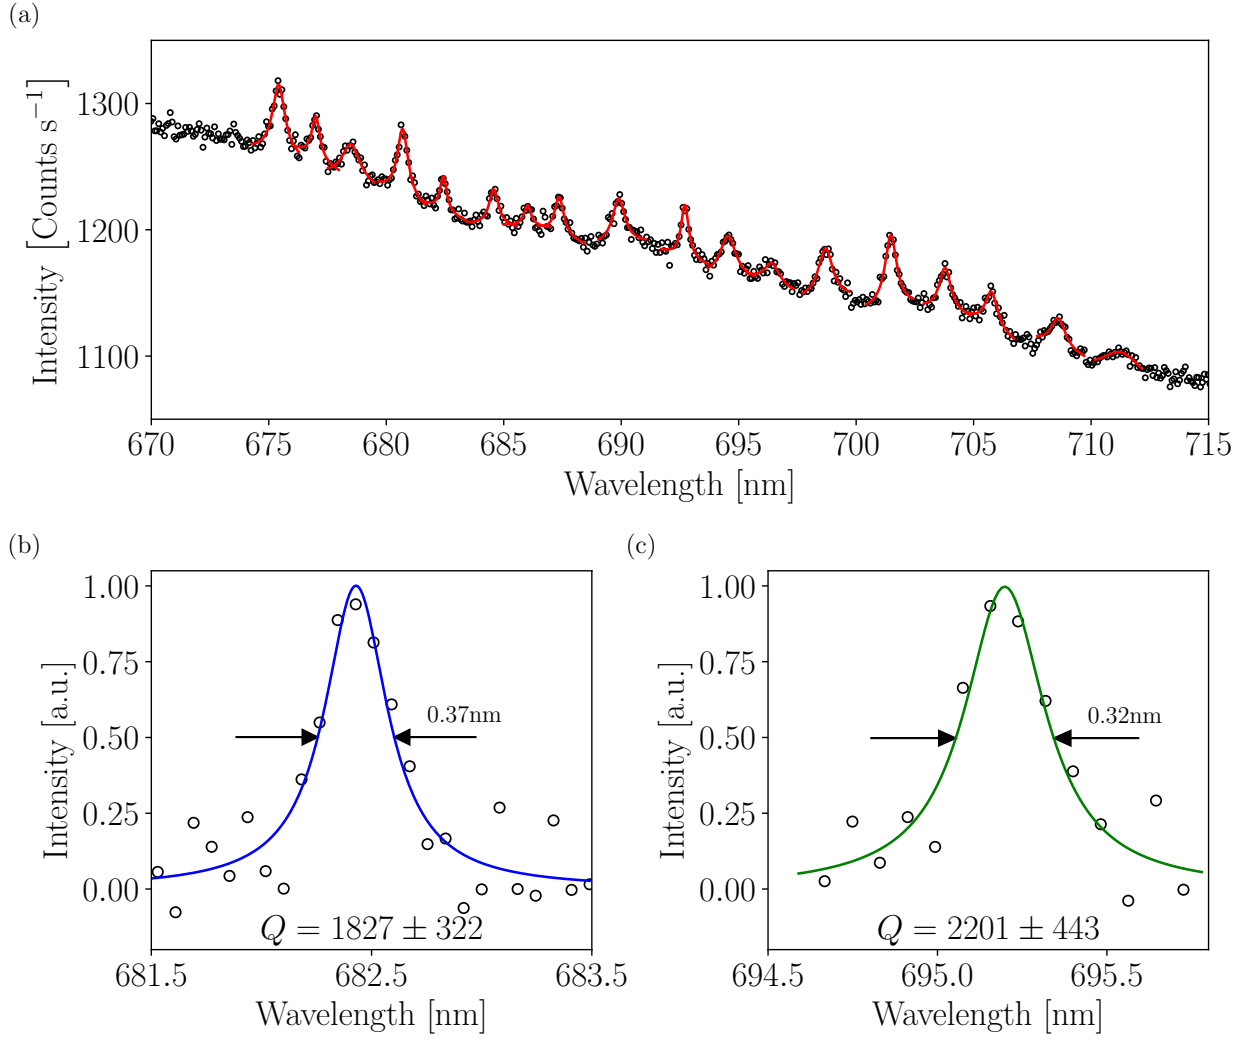 (a)
Intensity [Counts s⁻¹]
1300
1200
1100
670 675 680 685 690 695 700 705 710 715
Wavelength [nm]
(b)
Intensity [a.u.]
1.00
0.75
0.50
0.25
0.00
0.37nm
Q = 1827 ± 322
681.5 682.5 683.5
Wavelength [nm]
(c)
Intensity [a.u.]
1.00
0.75
0.50
0.25
0.00
0.32nm
Q = 2201 ± 443
694.5 695.0 695.5
Wavelength [nm]